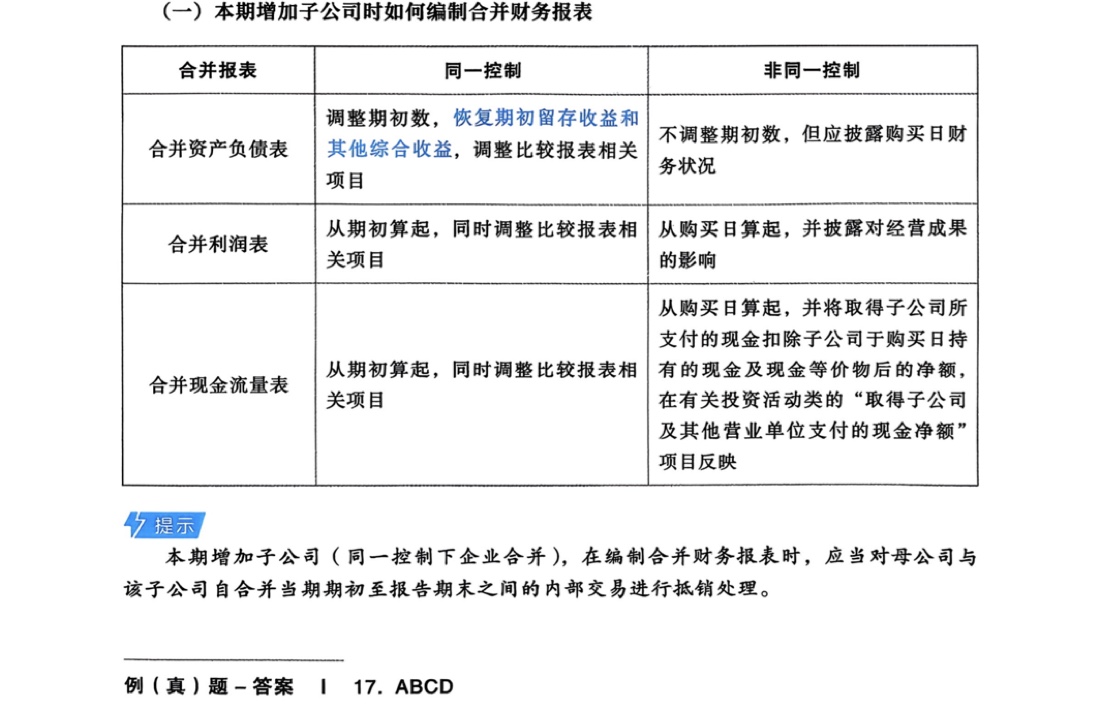 （一）本期增加子公司时如何编制合并财务报表
合并报表
同一控制
非同一控制
合并资产负债表
调整期初数，恢复期初留存收益和
其他综合收益，调整比较报表相关
项目
不调整期初数，但应披露购买日财
务状况
合并利润表
从期初算起，同时调整比较报表相
关项目
从购买日算起，并披露对经营成果
的影响
合并现金流量表
从期初算起，同时调整比较报表相
关项目
从购买日算起，并将取得子公司所
支付的现金扣除子公司于购买日持
有的现金及现金等价物后的净额，
在有关投资活动类的“取得子公司
及其他营业单位支付的现金净额”
项目反映
提示
本期增加子公司（同一控制下企业合并），在编制合并财务报表时，应当对母公司与
该子公司自合并当期期初至报告期末之间的内部交易进行抵销处理。
例（真）题－答案 | 17. ABCD